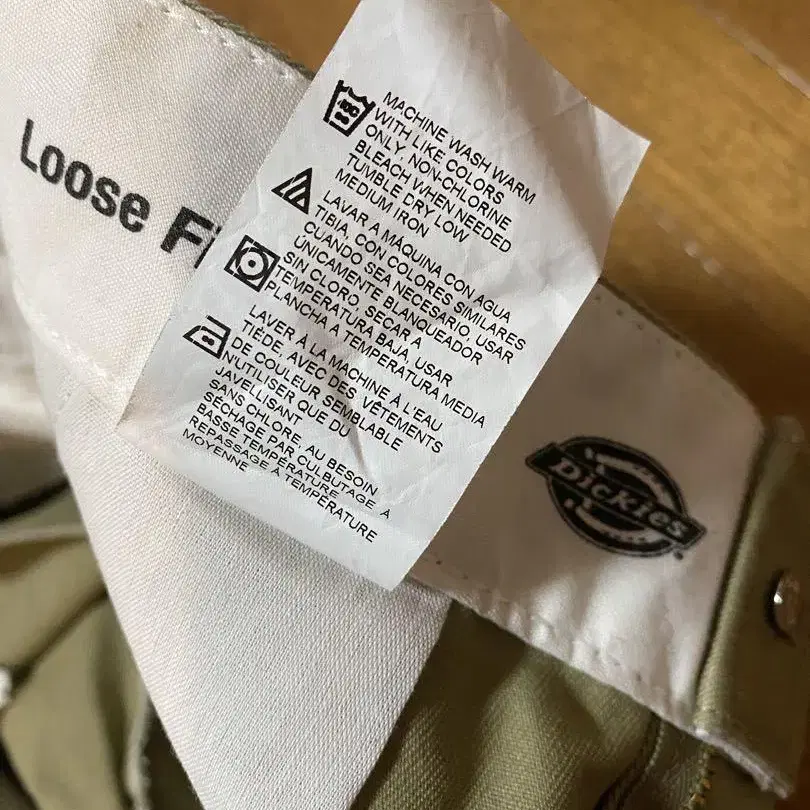 Loose Fi
MACHINE WASH WARM
WITH LIKE COLORS
ONLY, NON-CHLORINE
BLEACH WHEN NEEDED
TUMBLE DRY LOW
MEDIUM IRON
LAVAR A MÁQUINA CON AGUA
TIBIA, CON COLORES SIMILARES
CUANDO SEA NECESARIO, USAR
ÚNICAMENTE BLANQUEADOR
SIN CLORO, SECAR A
TEMPERATURA BAJA, USAR
PLANCHA A TEMPERATURA MEDIA
LAVER À LA MACHINE À L'EAU
TIÈDE, AVEC DES VÊTEMENTS
DE COULEUR SEMBLABLE
N'UTILISER QUE DU
JAVELLISANT
SANS CHLORE, AU BESOIN
SÉCHAGE PAR CULBUTAGE À
BASSE TEMPÉRATURE
REPASSAGE À TEMPÉRATURE
MOYENNE
Dickies